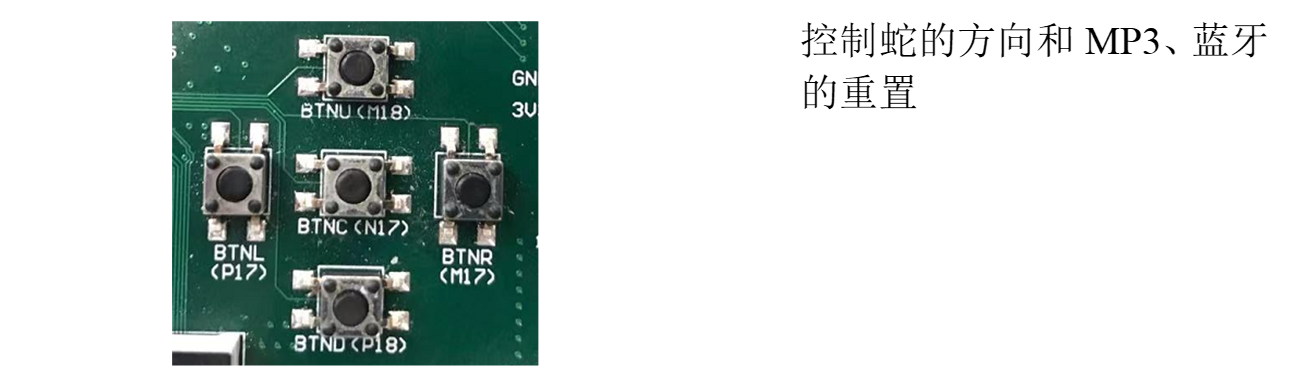 控制蛇的方向和 MP3、蓝牙
的重置
GN
BTNU(M18)
3V
BTNC(N17)
BTNL
(P17)
BTNR
(M17)
BTND(P18)